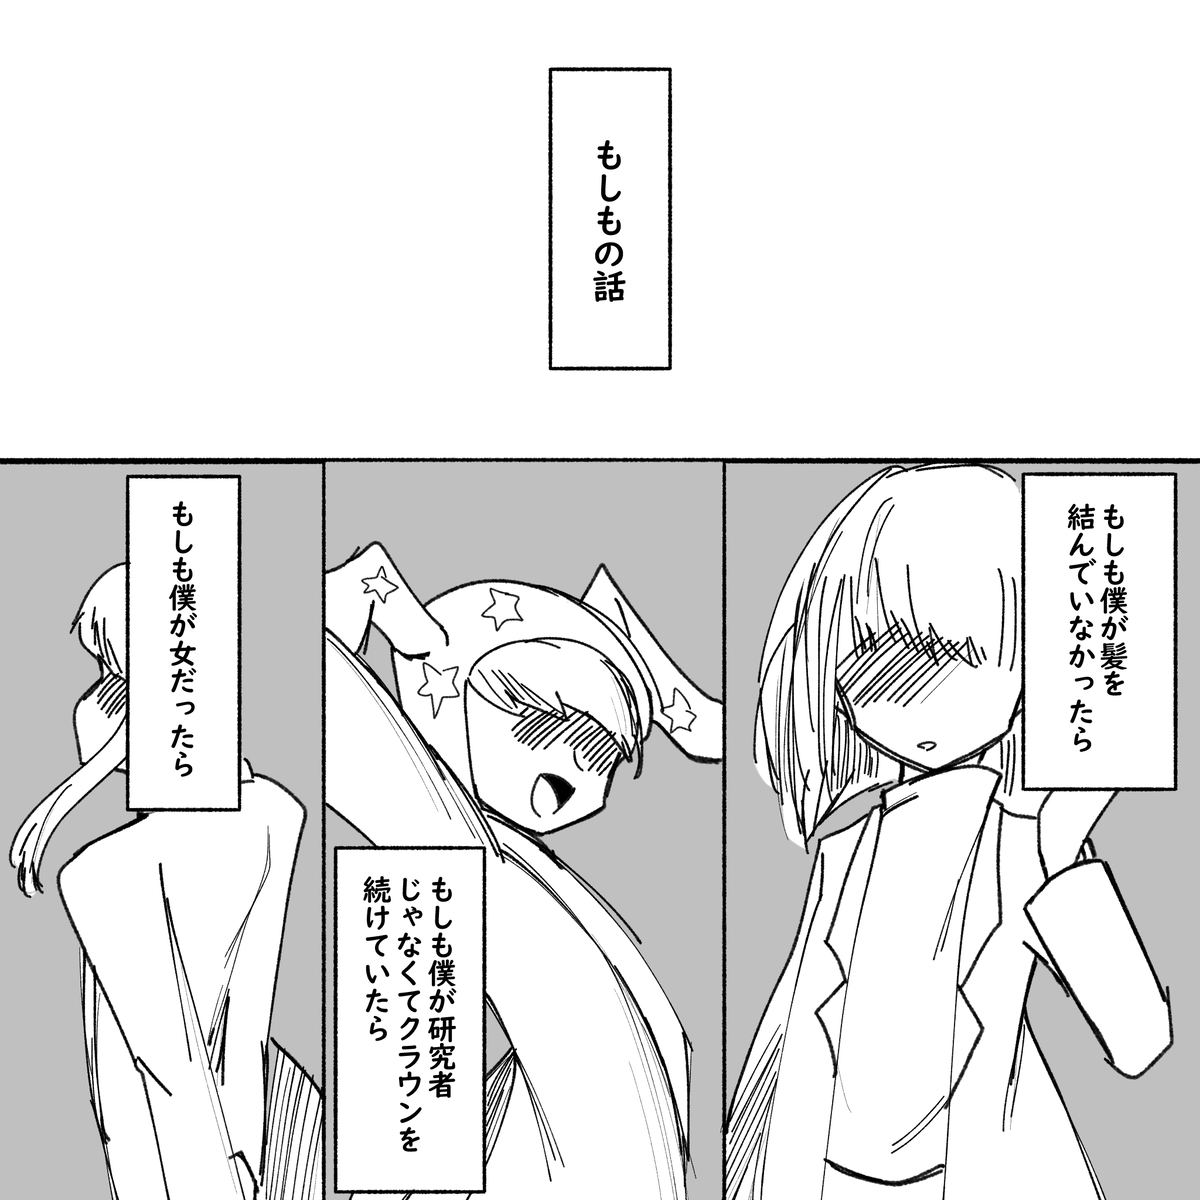 もしもの話
もしも僕が髪を
結んでいなかったら
もしも僕が研究者
じゃなくてクラウンを
続けていたら
もしも僕が女だったら